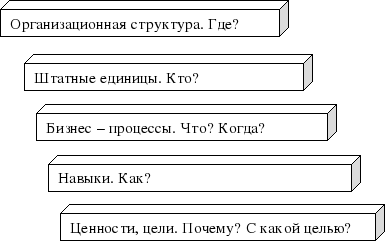 Организационная структура. Где?
Штатные единицы. Кто?
Бизнес – процессы. Что? Когда?
Навыки. Как?
Ценности, цели. Почему? С какой целью?